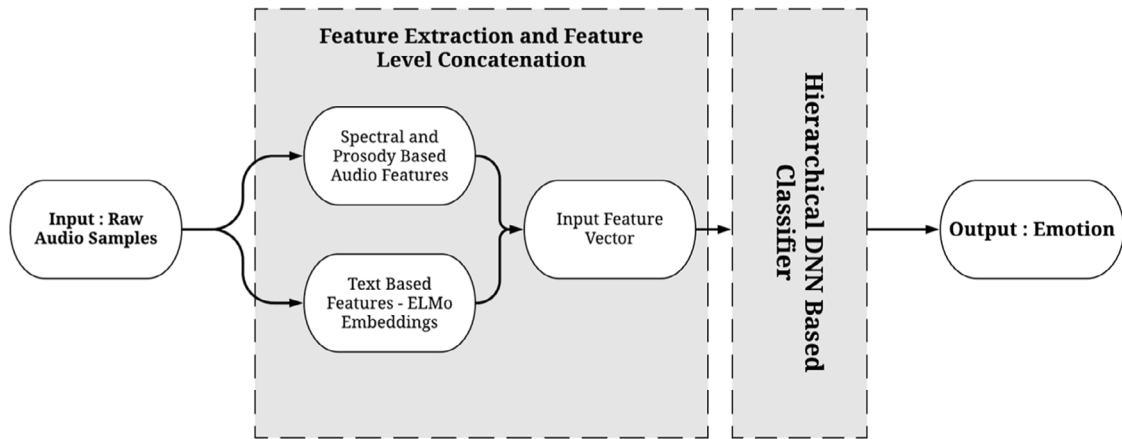 Feature Extraction and Feature
Level Concatenation
Input : Raw
Audio Samples
Spectral and
Prosody Based
Audio Features
Text Based
Features - ELMo
Embeddings
Input Feature
Vector
Hierarchical DNN Based
Classifier
Output : Emotion